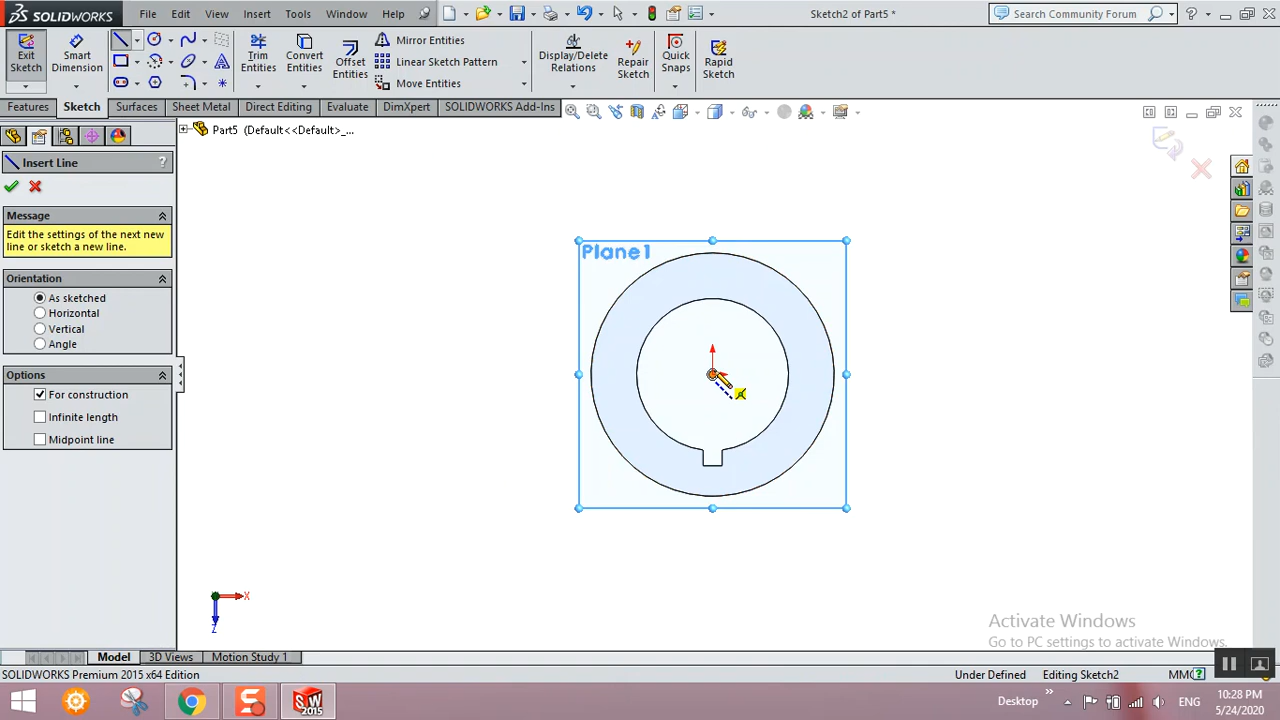 SOLIDWORKS File Edit View Insert Tools Window Help Sketch2 of Part5 * Search Community Forum
Exit Sketch
Smart Dimension
Trim Entities
Convert Entities
Offset Entities
Mirror Entities
Linear Sketch Pattern
Move Entities
Display/Delete Relations
Repair Sketch
Quick Snaps
Rapid Sketch
Features Sketch Surfaces Sheet Metal Direct Editing Evaluate DimXpert SOLIDWORKS Add-Ins
Part5 (Default<<Default>_...
Insert Line ?
Message
Edit the settings of the next new
line or sketch a new line.
Orientation
As sketched
Horizontal
Vertical
Angle
Options
For construction
Infinite length
Midpoint line
Plane1
X
Z
Activate Windows
Go to PC settings to activate Windows.
Model 3D Views Motion Study 1
SOLIDWORKS Premium 2015 x64 Edition Under Defined Editing Sketch2
SW 2015 Desktop ENG 10:28 PM
5/24/2020